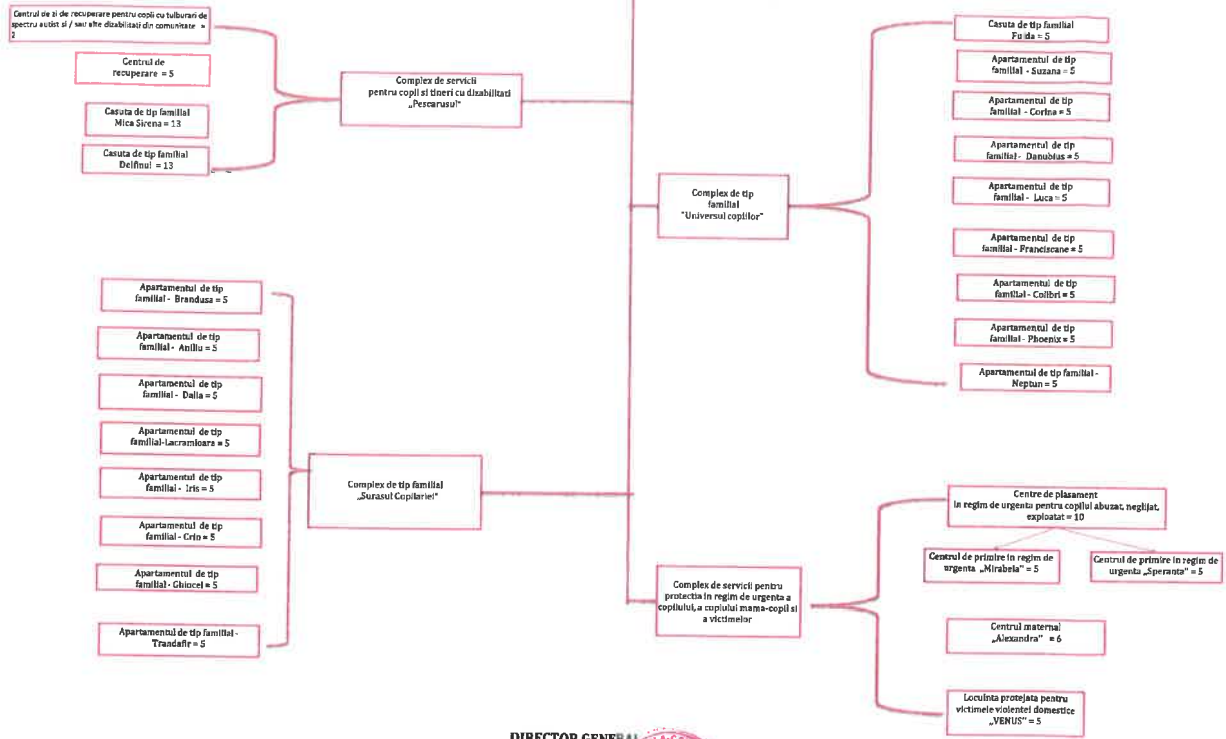 Centrul de zi de recuperare pentru copii cu tulburari de
spectru autist si / sau alte dizabilitati din comunitate =
2
Centrul de
recuperare = 5
Casuta de tip familial
Mica Sirena = 13
Casuta de tip familial
Delfinul = 13
Complex de servicii
pentru copii si tineri cu dizabilitati
„Pescarusul"
Casuta de tip familial
Fulda = 5
Apartamentul de tip
familial - Suzana = 5
Apartamentul de tip
familial - Corina = 5
Apartamentul de tip
familial - Danubius = 5
Apartamentul de tip
familial - Luca = 5
Apartamentul de tip
familial - Franciscane = 5
Apartamentul de tip
familial - Colibri = 5
Apartamentul de tip
familial - Phoenix = 5
Apartamentul de tip familial -
Neptun = 5
Complex de tip
familial
"Universul copiilor"
Apartamentul de tip
familial - Brandusa = 5
Apartamentul de tip
familial - Aniliu = 5
Apartamentul de tip
familial - Dalia = 5
Apartamentul de tip
familial-Lacramioara = 5
Apartamentul de tip
familial - Iris = 5
Apartamentul de tip
familial - Crin = 5
Apartamentul de tip
familial - Ghiocel = 5
Apartamentul de tip familial -
Trandafir = 5
Complex de tip familial
„Surasul Copilariei"
Complex de servicii pentru
protectia in regim de urgenta a
copilului, a cuplului mama-copil si
a victimelor
Centre de plasament
in regim de urgenta pentru copilul abuzat, neglijat,
exploatat = 10
Centrul de primire in regim de
urgenta „Mirabela" = 5
Centrul de primire in regim de
urgenta „Speranta" = 5
Centrul maternal
„Alexandra" = 6
Locuinta protejata pentru
victimele violentei domestice
„VENUS" = 5
DIRECTOR GENERAL